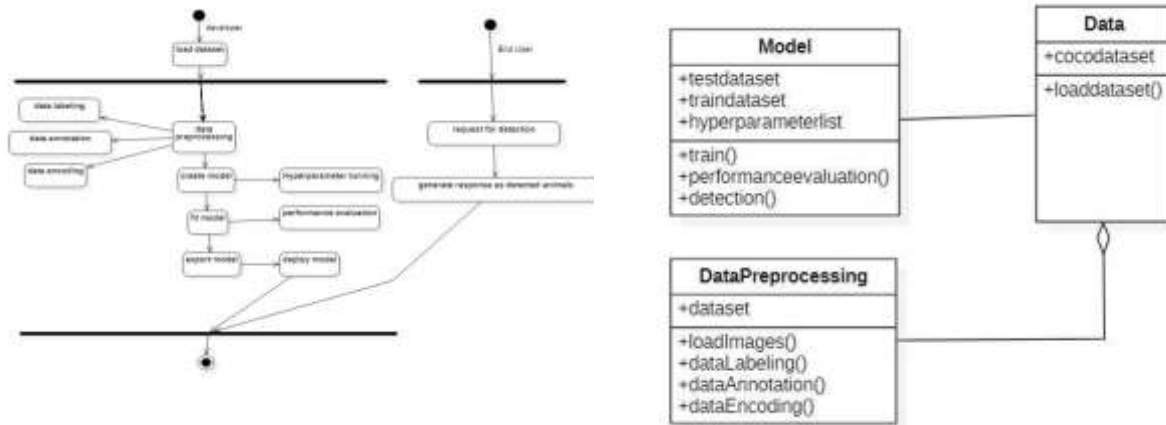 developer
load dataset
End User
data labeling
data annotation
data encoding
data
preprocessing
request for detection
create model
Hyperparameter tunning
generate response as detected animals
fit model
performance evaluation
export model
deploy model
Model
+testdataset
+traindataset
+hyperparameterlist
+train()
+performanceevaluation()
+detection()
Data
+cocodataset
+loaddataset()
DataPreprocessing
+dataset
+loadImages()
+dataLabeling()
+dataAnnotation()
+dataEncoding()